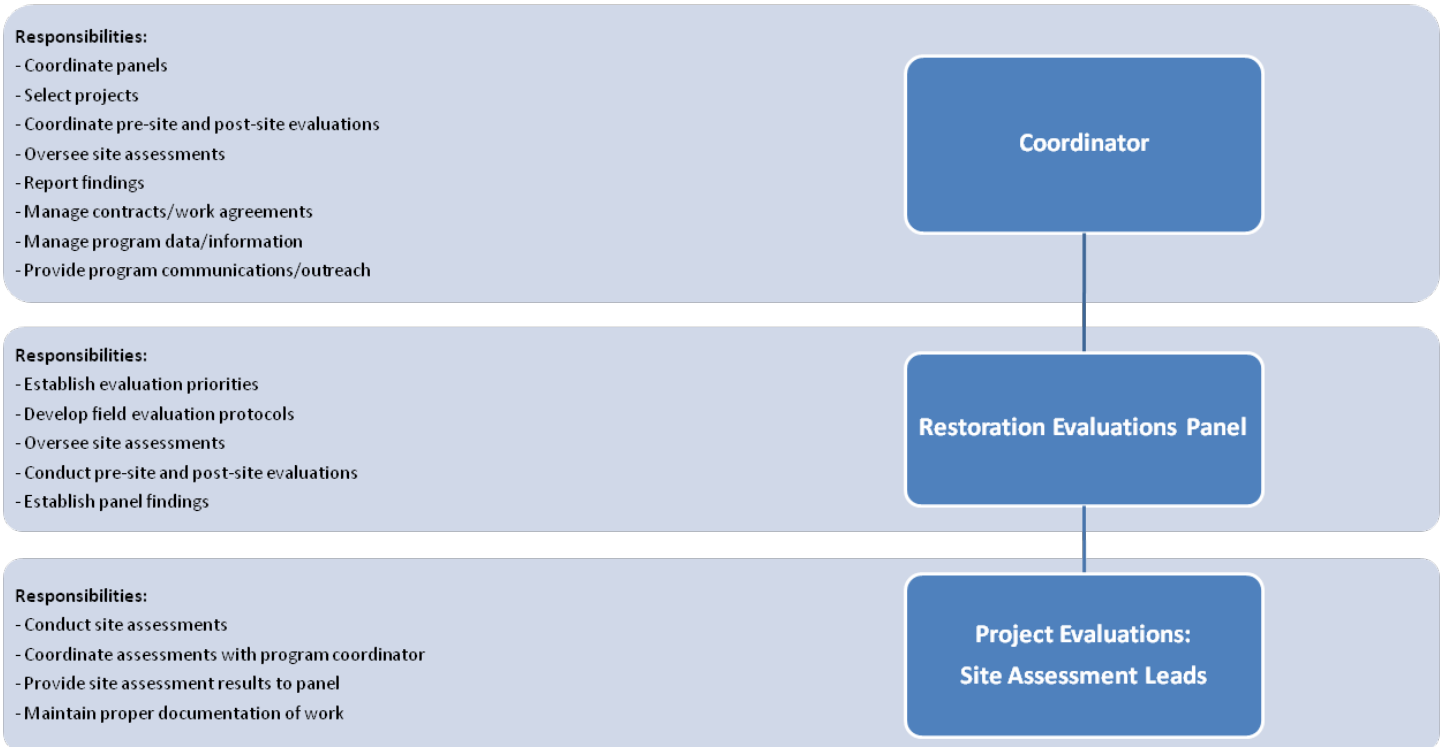 Responsibilities:
- Coordinate panels
- Select projects
- Coordinate pre-site and post-site evaluations
- Oversee site assessments
- Report findings
- Manage contracts/work agreements
- Manage program data/information
- Provide program communications/outreach
Coordinator
Responsibilities:
- Establish evaluation priorities
- Develop field evaluation protocols
- Oversee site assessments
- Conduct pre-site and post-site evaluations
- Establish panel findings
Restoration Evaluations Panel
Responsibilities:
- Conduct site assessments
- Coordinate assessments with program coordinator
- Provide site assessment results to panel
- Maintain proper documentation of work
Project Evaluations:
Site Assessment Leads